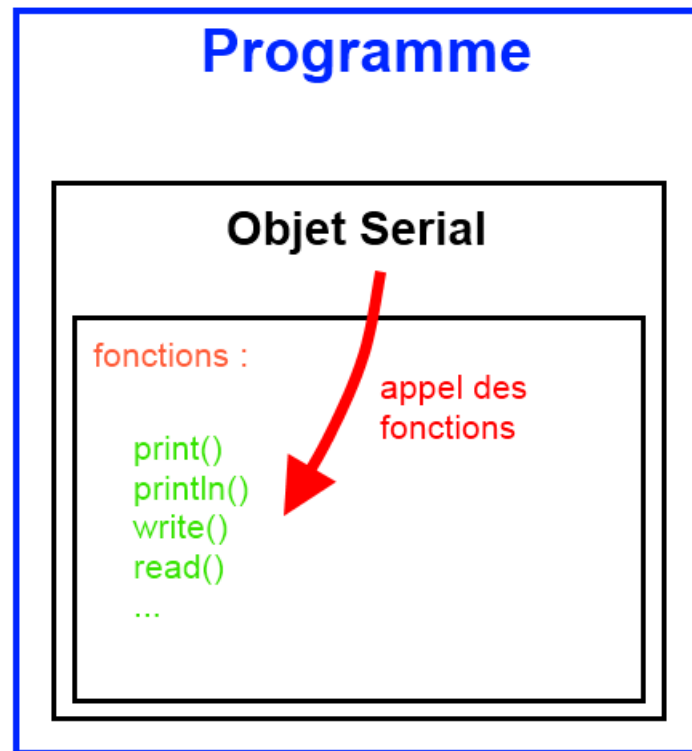 Programme
Objet Serial
fonctions :
appel des
fonctions
print()
println()
write()
read()
...